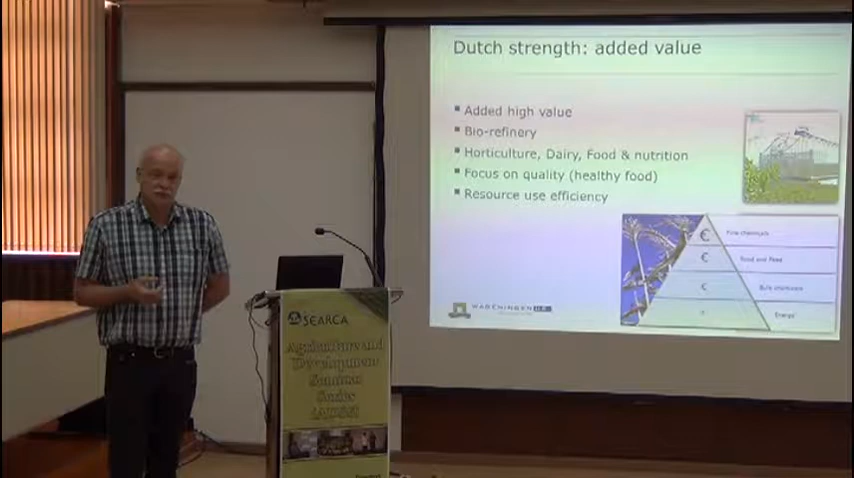 Dutch strength: added value
▪ Added high value
▪ Bio-refinery
▪ Horticulture, Dairy, Food & nutrition
▪ Focus on quality (healthy food)
▪ Resource use efficiency
€ Fine chemicals
€ Food and Feed
€ Bulk chemicals
Energy
WAGENINGEN UR
SEARCA
Agriculture and
Development
Seminar
Series
(ADSS)